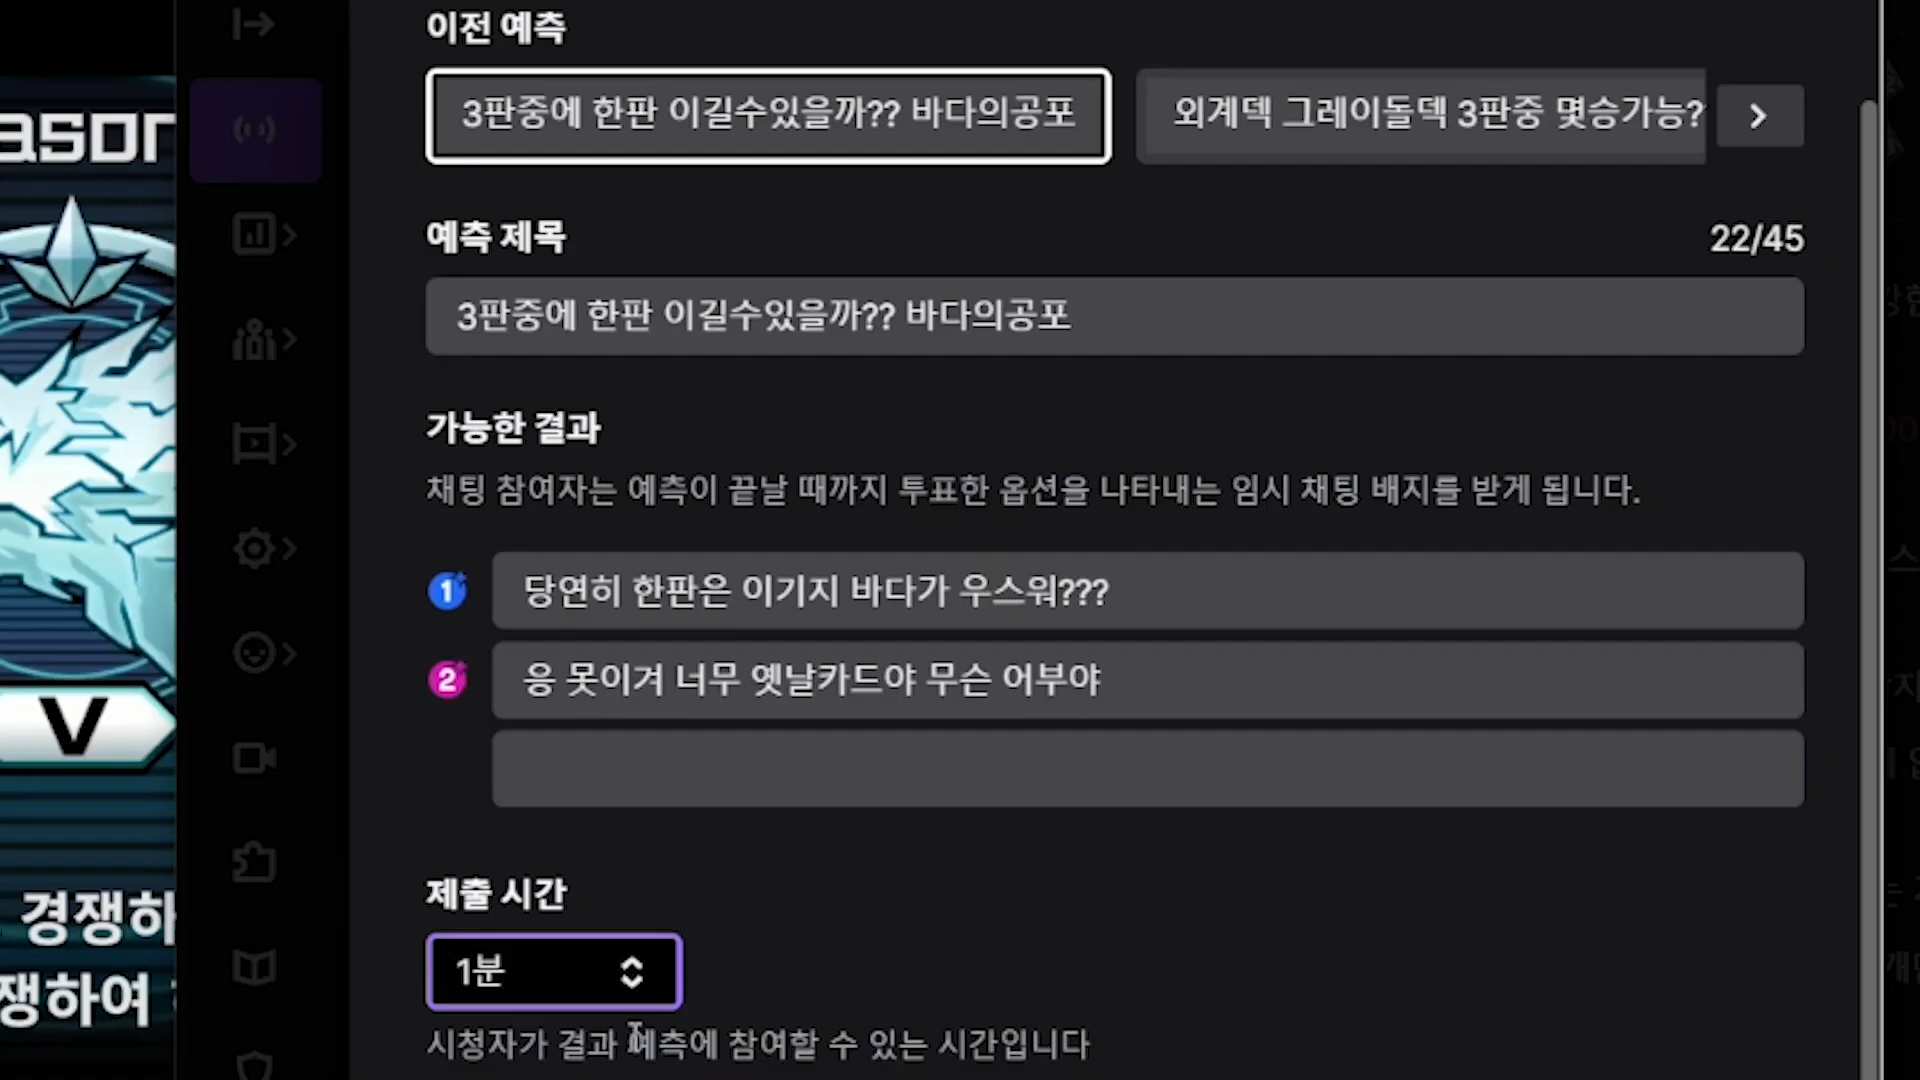 이전 예측
3판중에 한판 이길수있을까?? 바다의공포
외계덱 그레이돌덱 3판중 몇승가능?
예측 제목
22/45
3판중에 한판 이길수있을까?? 바다의공포
가능한 결과
채팅 참여자는 예측이 끝날 때까지 투표한 옵션을 나타내는 임시 채팅 배지를 받게 됩니다.
1 당연히 한판은 이기지 바다가 우스워???
2 응 못이겨 너무 옛날카드야 무슨 어부야
제출 시간
1분
시청자가 결과 예측에 참여할 수 있는 시간입니다
ason
V
경쟁하
쟁하여